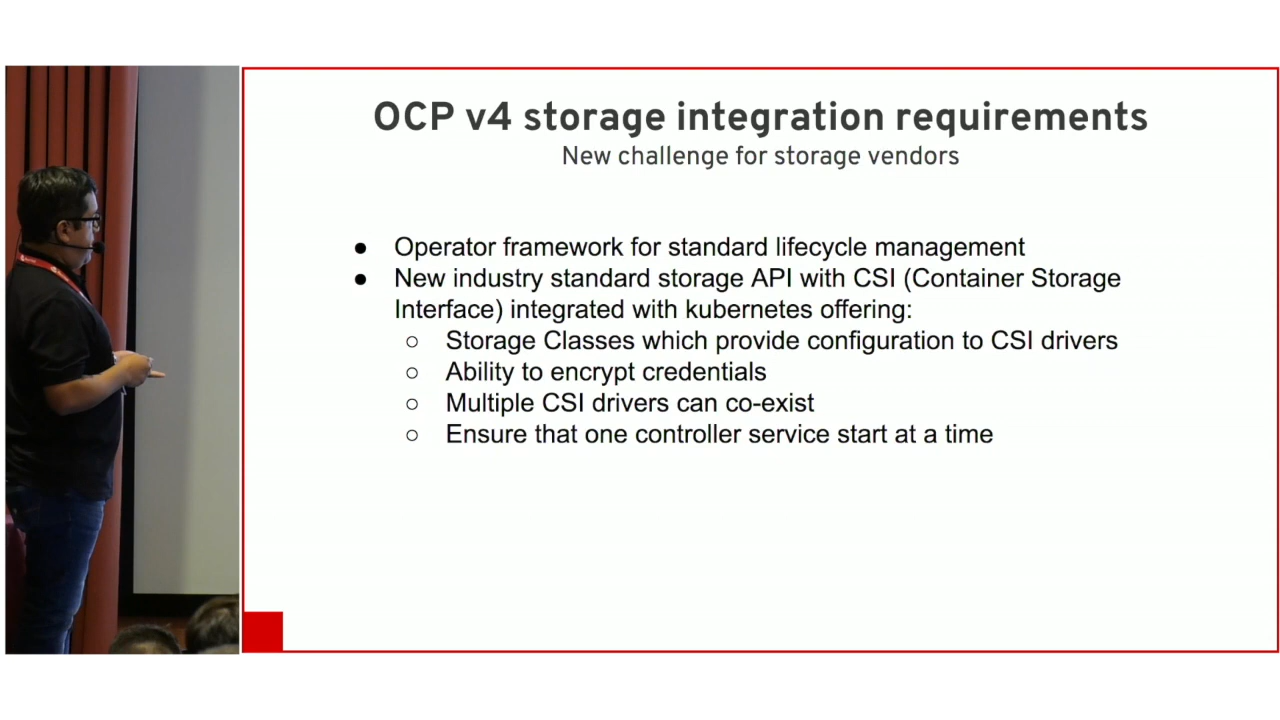 OCP v4 storage integration requirements
New challenge for storage vendors
● Operator framework for standard lifecycle management
● New industry standard storage API with CSI (Container Storage
Interface) integrated with kubernetes offering:
○ Storage Classes which provide configuration to CSI drivers
○ Ability to encrypt credentials
○ Multiple CSI drivers can co-exist
○ Ensure that one controller service start at a time